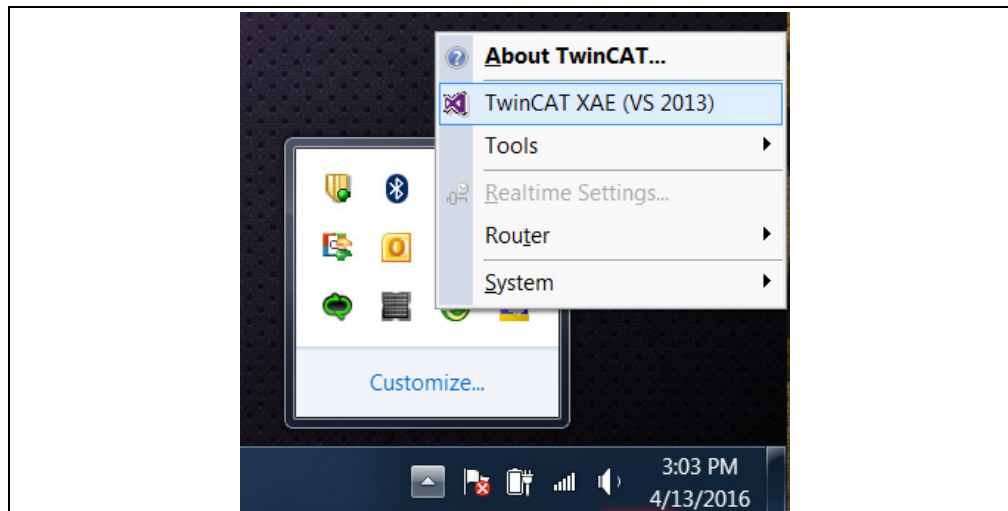 About TwinCAT...
TwinCAT XAE (VS 2013)
Tools
Realtime Settings...
Router
System
Customize...
3:03 PM
4/13/2016